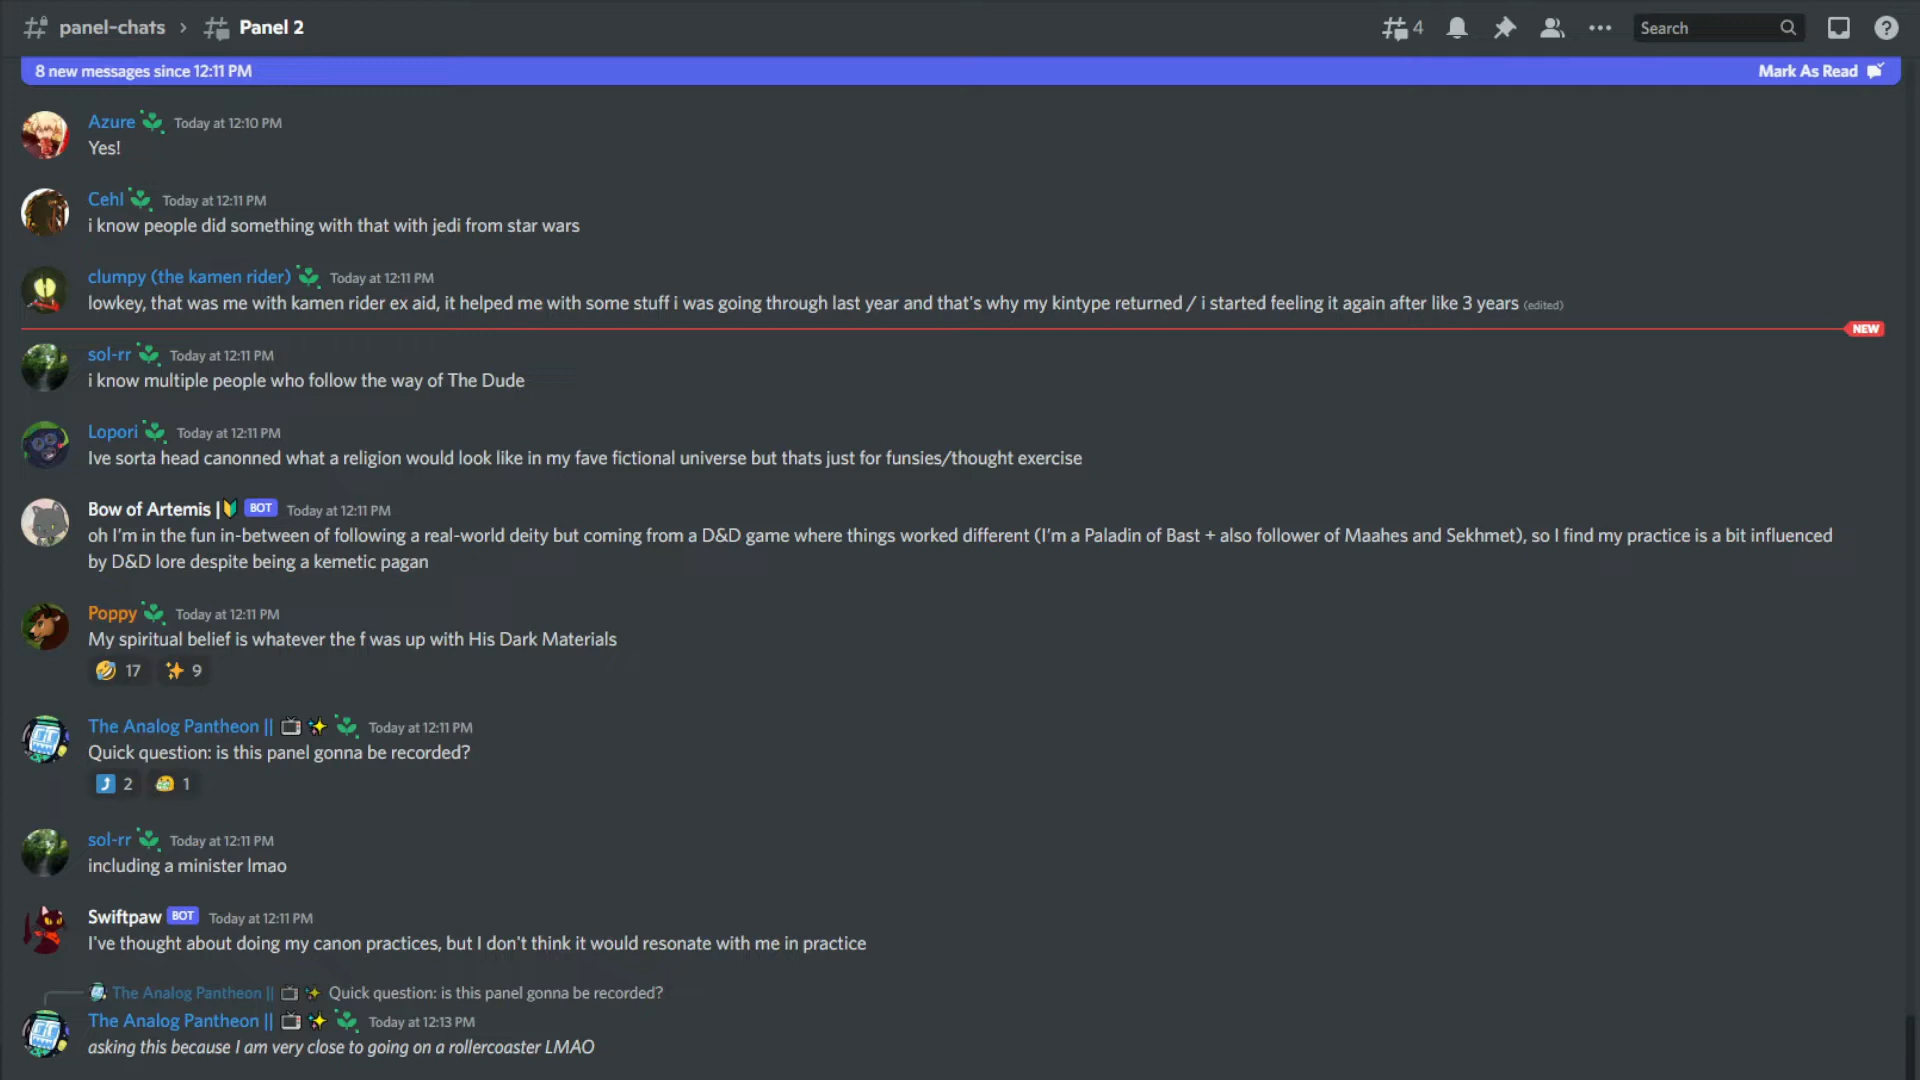 panel-chats › Panel 2
4
Search
8 new messages since 12:11 PM
Mark As Read
Azure Today at 12:10 PM
Yes!
Cehl Today at 12:11 PM
i know people did something with that with jedi from star wars
clumpy (the kamen rider) Today at 12:11 PM
lowkey, that was me with kamen rider ex aid, it helped me with some stuff i was going through last year and that's why my kintype returned / i started feeling it again after like 3 years (edited)
NEW
sol-rr Today at 12:11 PM
i know multiple people who follow the way of The Dude
Lopori Today at 12:11 PM
Ive sorta head canonned what a religion would look like in my fave fictional universe but thats just for funsies/thought exercise
Bow of Artemis | BOT Today at 12:11 PM
oh I'm in the fun in-between of following a real-world deity but coming from a D&D game where things worked different (I'm a Paladin of Bast + also follower of Maahes and Sekhmet), so I find my practice is a bit influenced
by D&D lore despite being a kemetic pagan
Poppy Today at 12:11 PM
My spiritual belief is whatever the f was up with His Dark Materials
17 9
The Analog Pantheon || Today at 12:11 PM
Quick question: is this panel gonna be recorded?
2 1
sol-rr Today at 12:11 PM
including a minister lmao
Swiftpaw BOT Today at 12:11 PM
I've thought about doing my canon practices, but I don't think it would resonate with me in practice
The Analog Pantheon || Quick question: is this panel gonna be recorded?
The Analog Pantheon || Today at 12:13 PM
asking this because I am very close to going on a rollercoaster LMAO